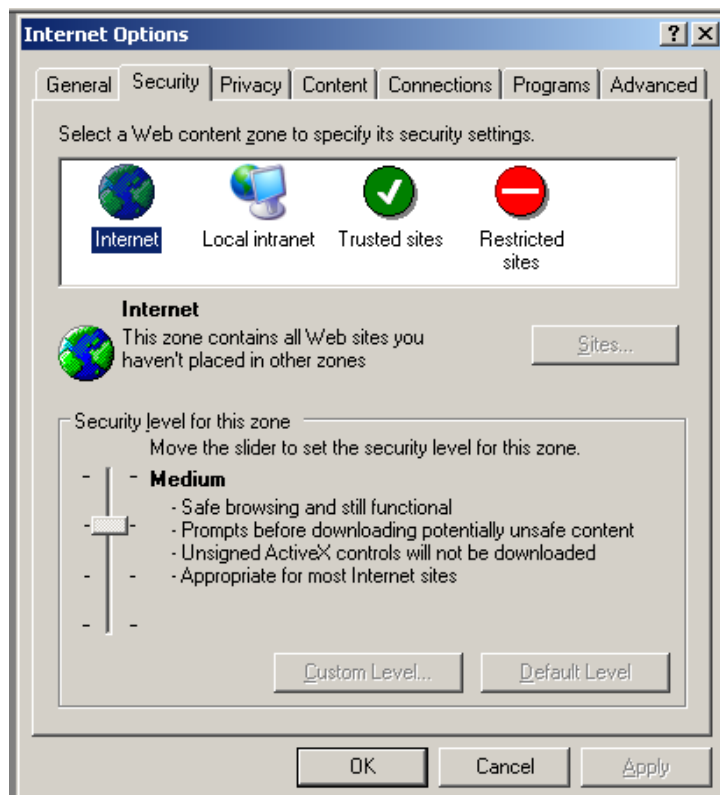 Internet Options
General Security Privacy Content Connections Programs Advanced
Select a Web content zone to specify its security settings.
Internet Local intranet Trusted sites Restricted sites
Internet
This zone contains all Web sites you
haven't placed in other zones
Sites...
Security level for this zone
Move the slider to set the security level for this zone.
Medium
- Safe browsing and still functional
- Prompts before downloading potentially unsafe content
- Unsigned ActiveX controls will not be downloaded
- Appropriate for most Internet sites
Custom Level... Default Level
OK Cancel Apply